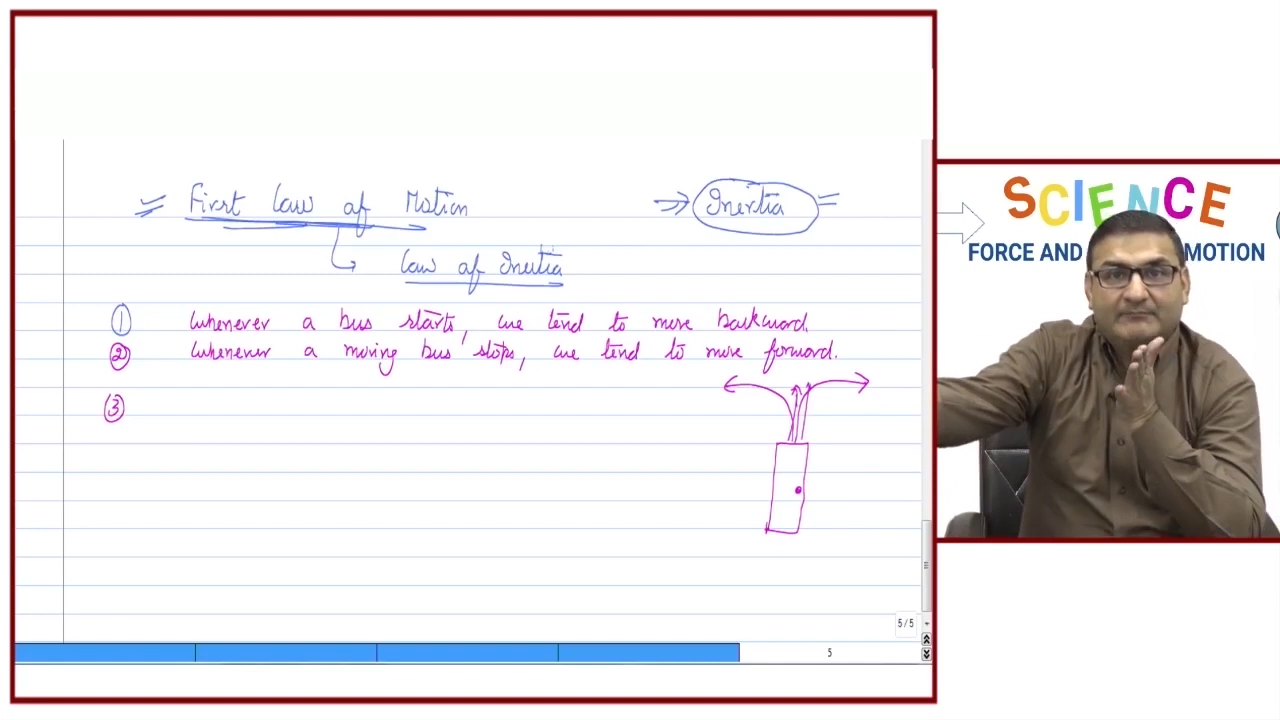 First Law of Motion
⇒ Inertia =
Law of Inertia
1 Whenever a bus starts, we tend to move backward.
2 Whenever a moving bus stops, we tend to move forward.
3
5/5
5
SCIENCE
FORCE AND MOTION